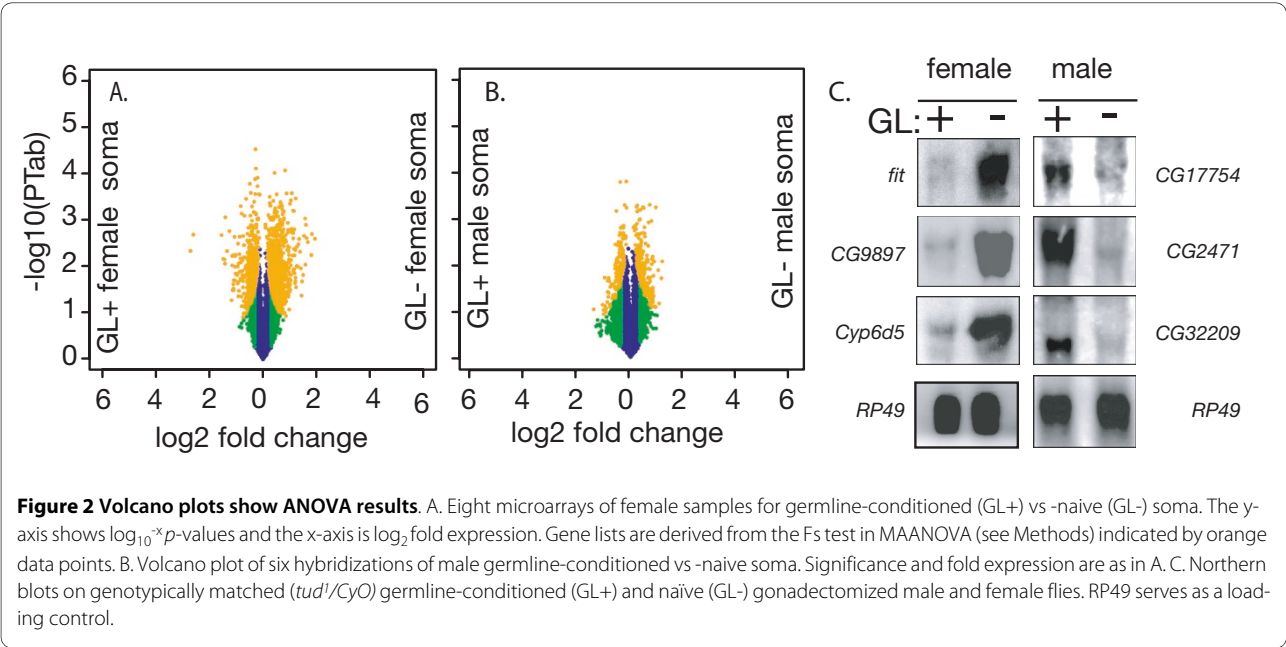 A.
6
5
4
3
2
1
0
-log10(PTab)
GL+ female soma
GL- female soma
6 4 2 0 2 4 6
log2 fold change
B.
GL+ male soma
GL- male soma
6 4 2 0 2 4 6
log2 fold change
C.
female male
GL: + - + -
fit CG17754
CG9897 CG2471
Cyp6d5 CG32209
RP49 RP49
Figure 2 Volcano plots show ANOVA results. A. Eight microarrays of female samples for germline-conditioned (GL+) vs -naive (GL-) soma. The y-
axis shows log10^-x p-values and the x-axis is log2 fold expression. Gene lists are derived from the Fs test in MAANOVA (see Methods) indicated by orange
data points. B. Volcano plot of six hybridizations of male germline-conditioned vs -naive soma. Significance and fold expression are as in A. C. Northern
blots on genotypically matched (tud¹/CyO) germline-conditioned (GL+) and naïve (GL-) gonadectomized male and female flies. RP49 serves as a load-
ing control.